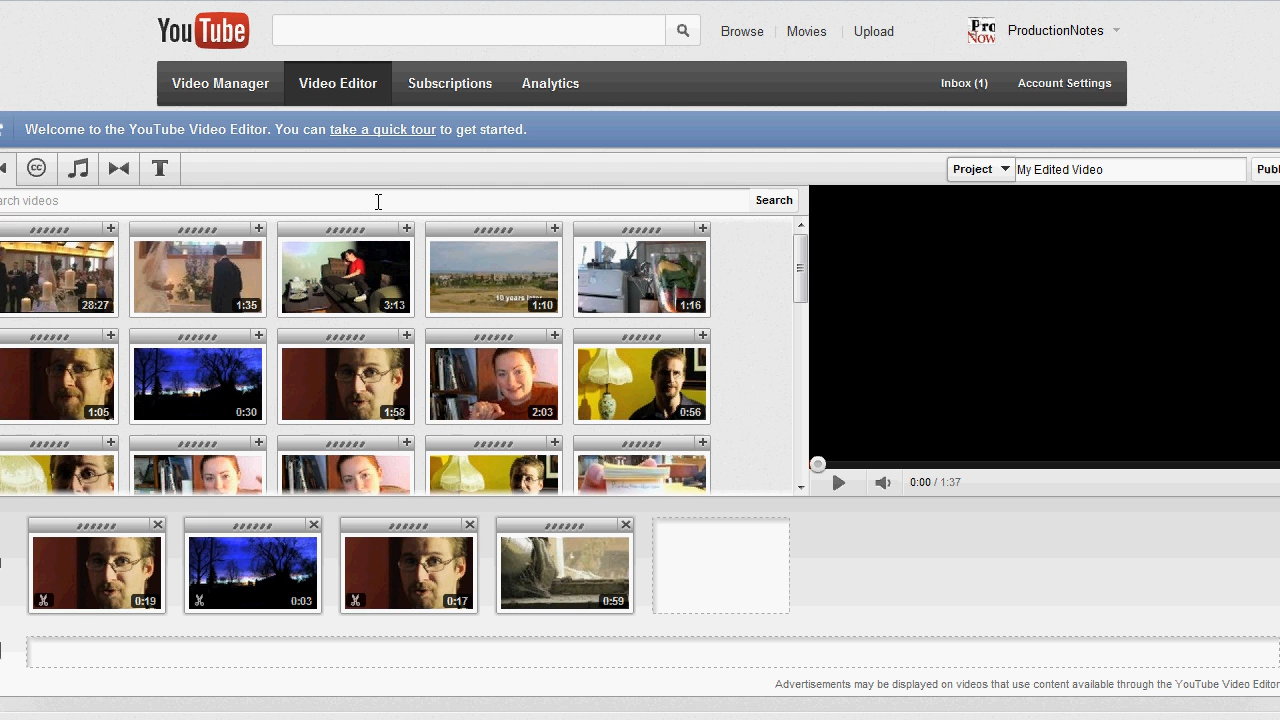 YouTube
Browse
Movies
Upload
Pro
NOW
ProductionNotes
Video Manager
Video Editor
Subscriptions
Analytics
Inbox (1)
Account Settings
Welcome to the YouTube Video Editor. You can take a quick tour to get started.
CC
T
Project
My Edited Video
Publ
arch videos
Search
28:27
1:35
3:13
10 years later
1:10
1:16
1:05
0:30
1:58
2:03
0:56
0:00 / 1:37
0:19
0:03
0:17
0:59
Advertisements may be displayed on videos that use content available through the YouTube Video Editor